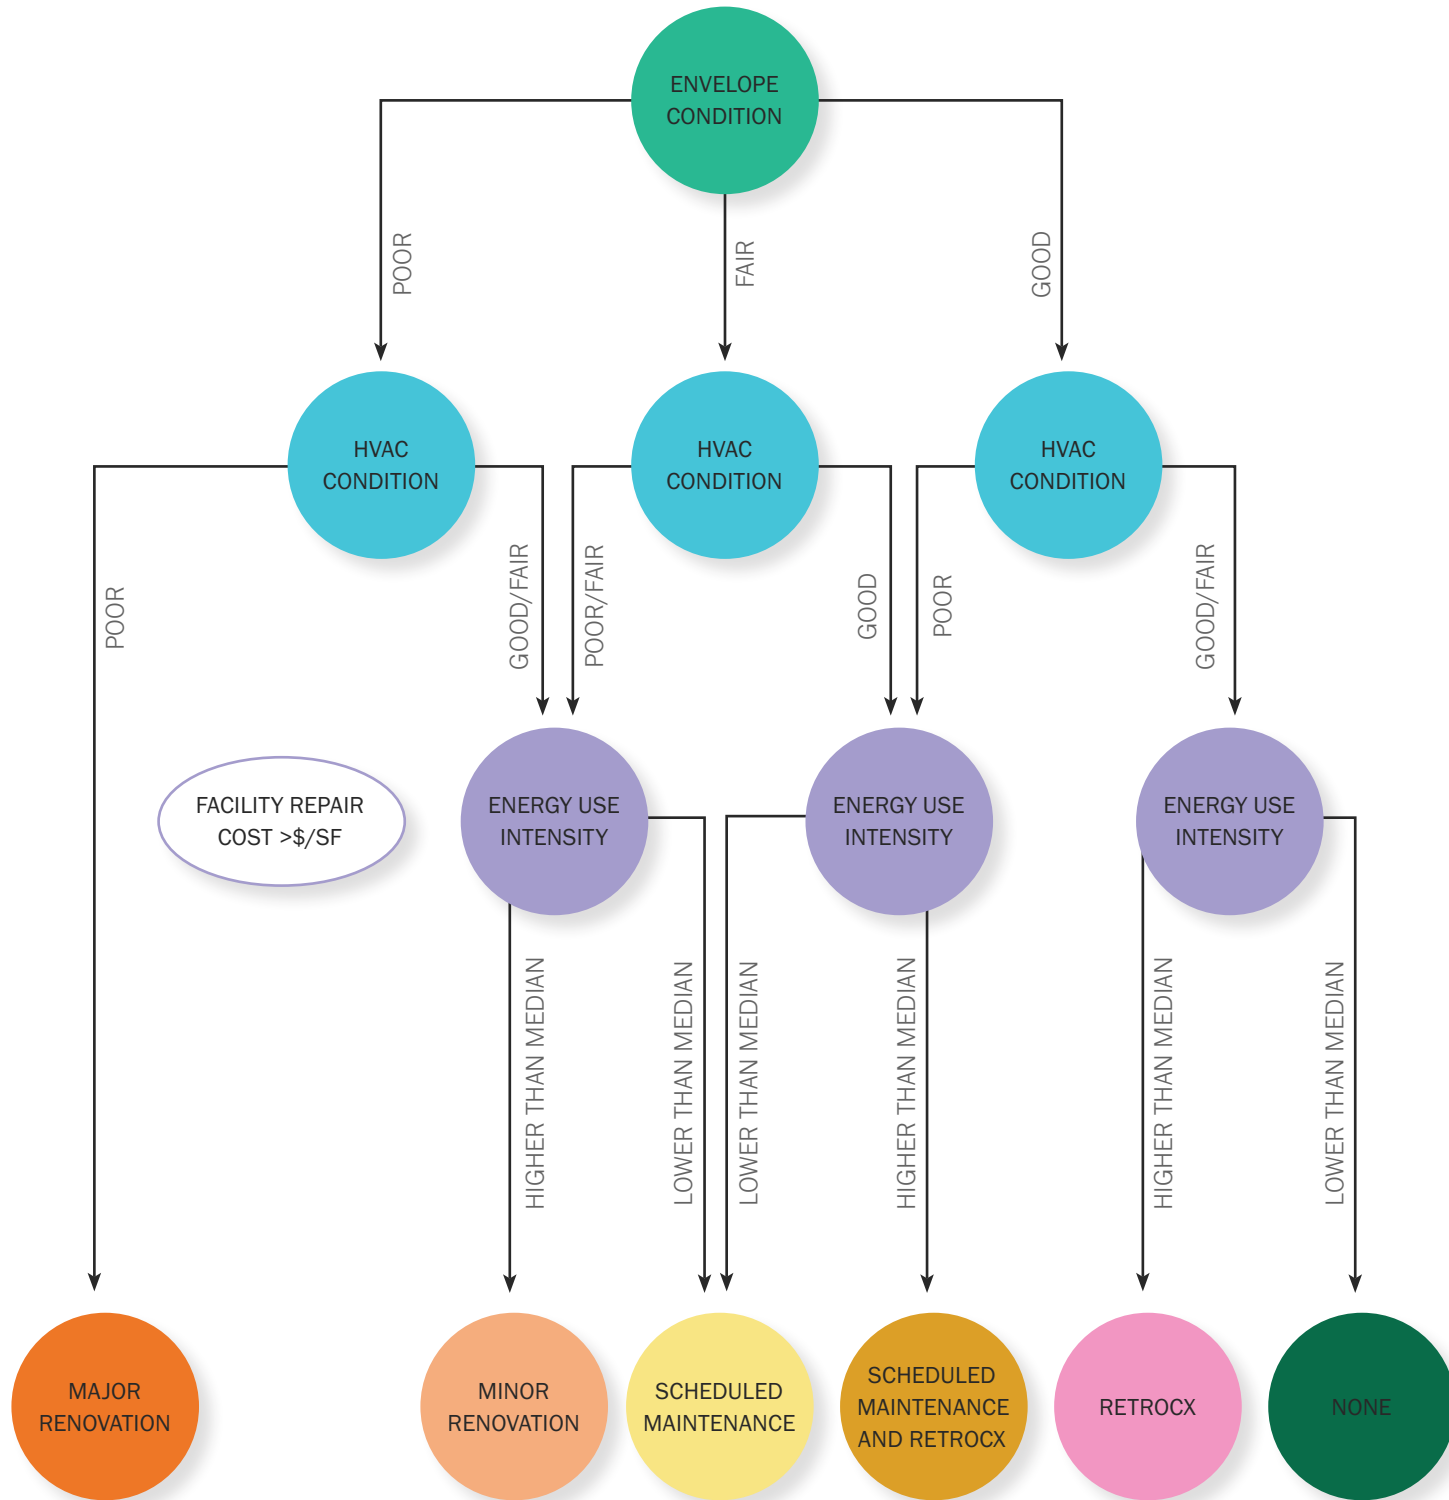 ENVELOPE
CONDITION
POOR
FAIR
GOOD
HVAC
CONDITION
HVAC
CONDITION
HVAC
CONDITION
POOR
GOOD/FAIR
POOR/FAIR
GOOD
POOR
GOOD/FAIR
FACILITY REPAIR
COST >$/SF
ENERGY USE
INTENSITY
ENERGY USE
INTENSITY
ENERGY USE
INTENSITY
HIGHER THAN MEDIAN
LOWER THAN MEDIAN
LOWER THAN MEDIAN
HIGHER THAN MEDIAN
HIGHER THAN MEDIAN
LOWER THAN MEDIAN
MAJOR
RENOVATION
MINOR
RENOVATION
SCHEDULED
MAINTENANCE
SCHEDULED
MAINTENANCE
AND RETROCX
RETROCX
NONE